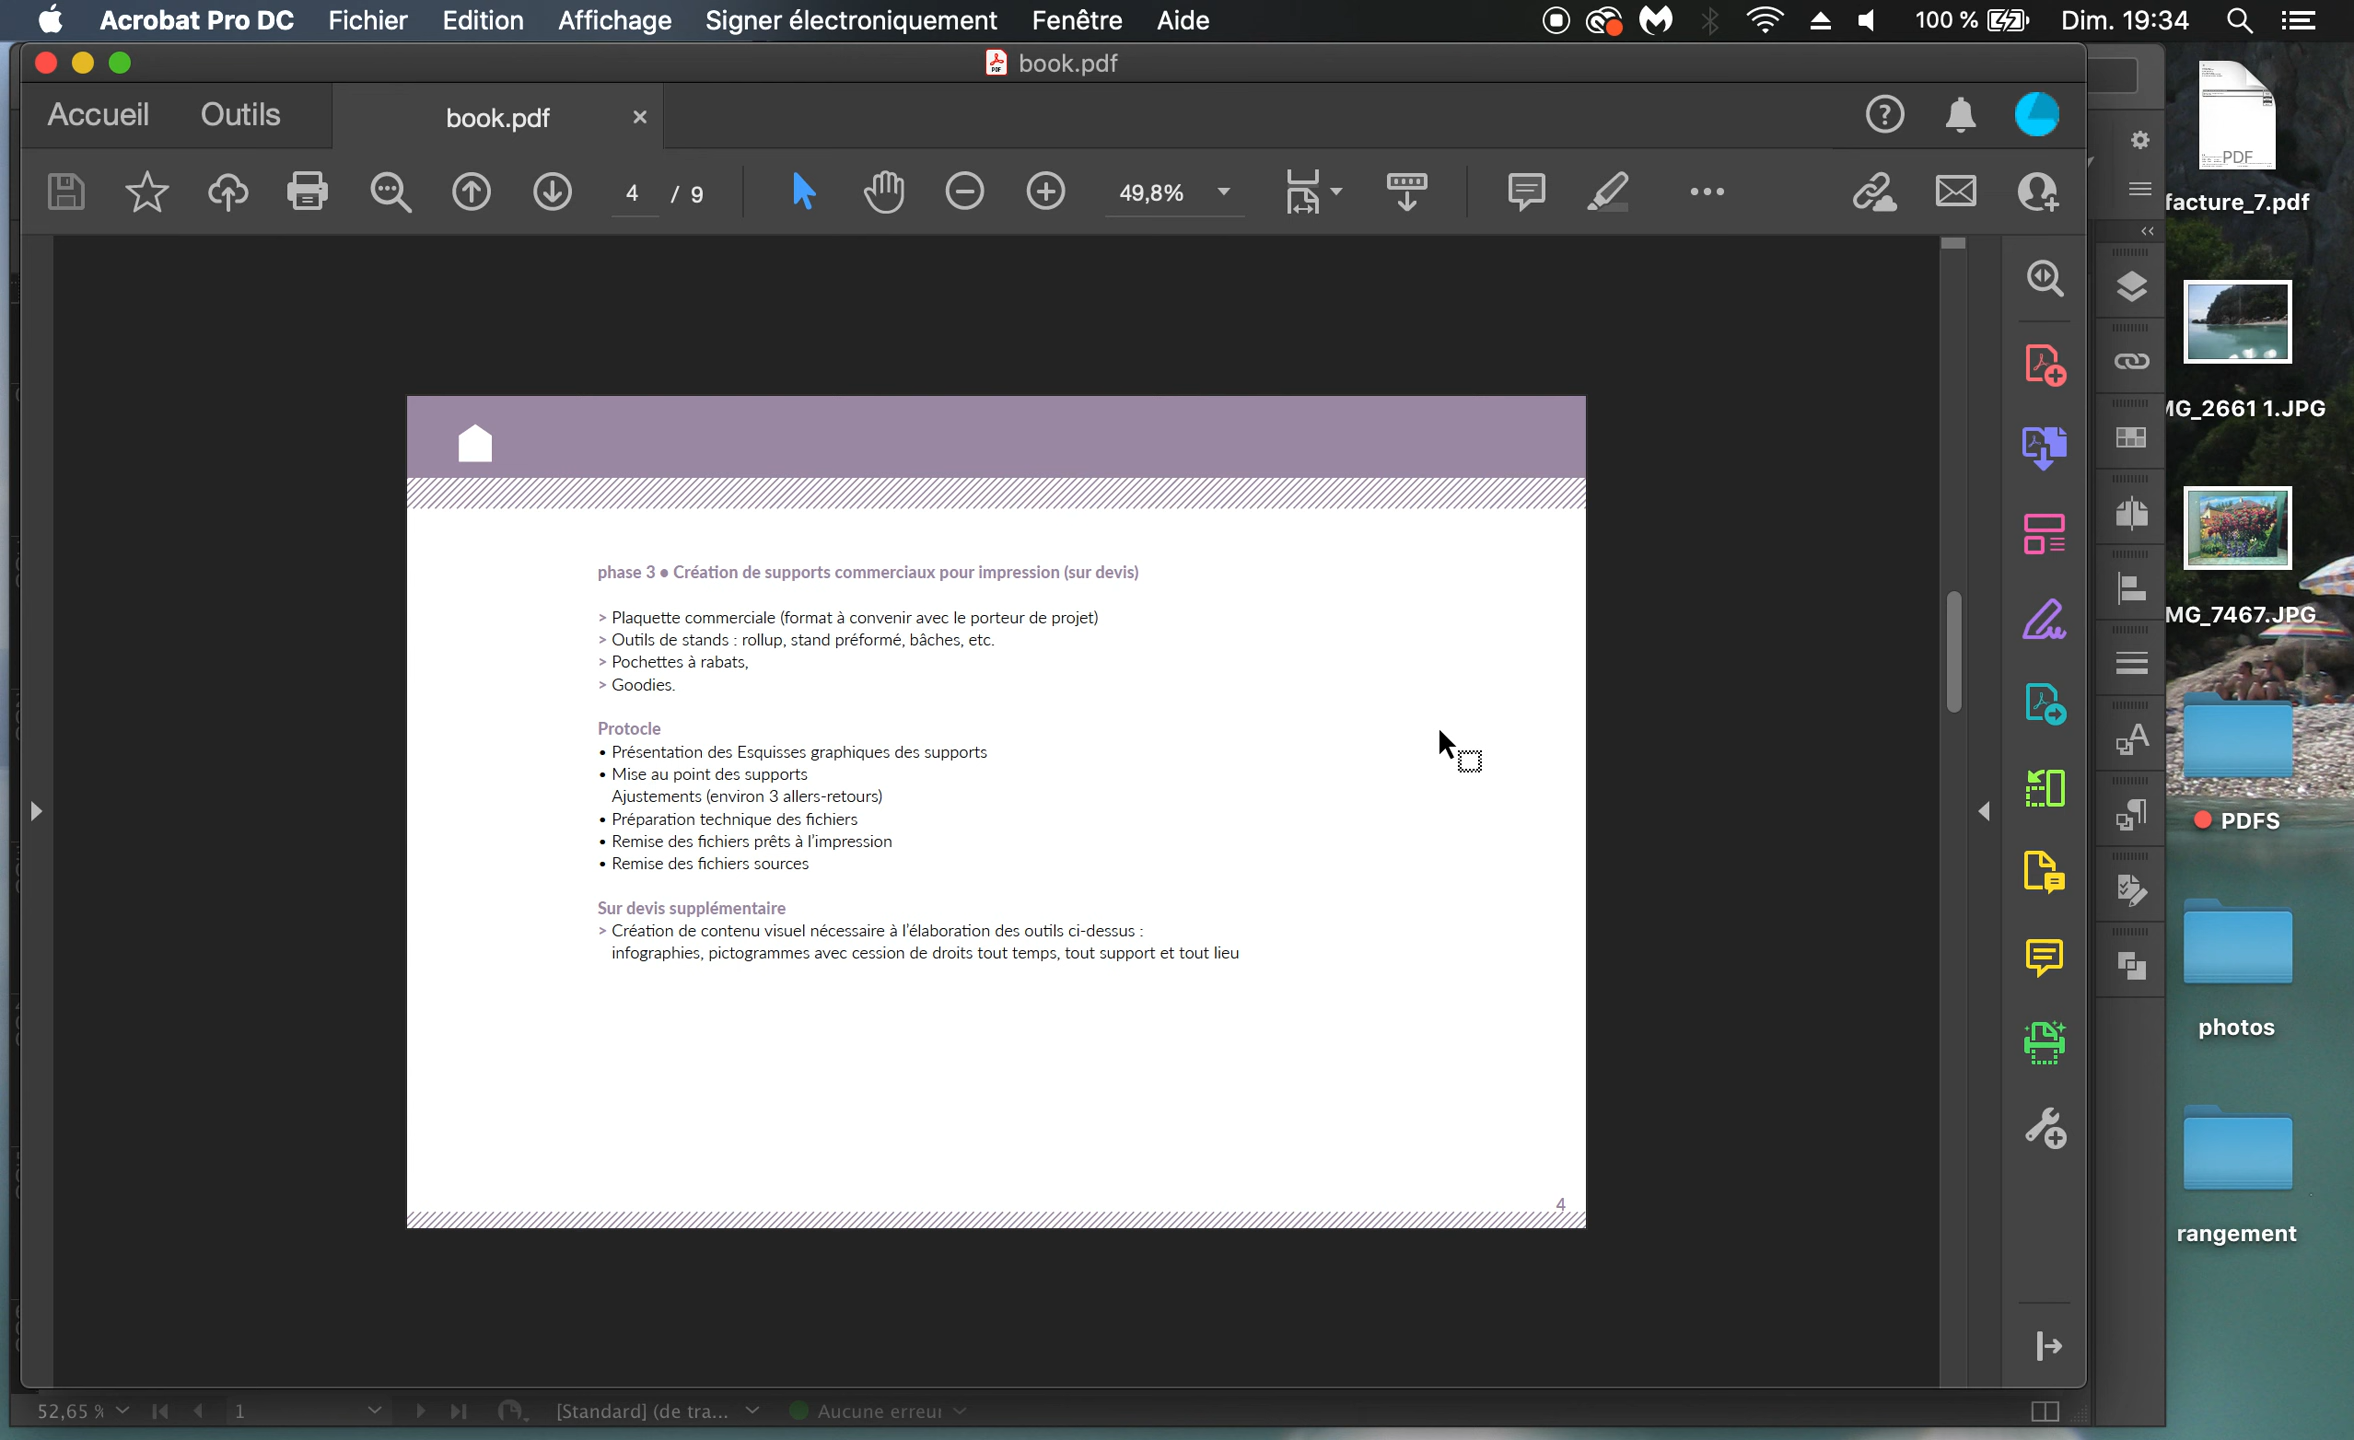 Acrobat Pro DC Fichier Edition Affichage Signer électroniquement Fenêtre Aide 100 % Dim. 19:34
book.pdf
Accueil Outils book.pdf
4 / 9 49,8%
facture_7.pdf
PDF
MG_2661 1.JPG
MG_7467.JPG
PDFS
photos
rangement
phase 3 • Création de supports commerciaux pour impression (sur devis)
> Plaquette commerciale (format à convenir avec le porteur de projet)
> Outils de stands : rollup, stand préformé, bâches, etc.
> Pochettes à rabats,
> Goodies.
Protocle
• Présentation des Esquisses graphiques des supports
• Mise au point des supports
Ajustements (environ 3 allers-retours)
• Préparation technique des fichiers
• Remise des fichiers prêts à l'impression
• Remise des fichiers sources
Sur devis supplémentaire
> Création de contenu visuel nécessaire à l'élaboration des outils ci-dessus :
infographies, pictogrammes avec cession de droits tout temps, tout support et tout lieu
4
52,65 % 1 [Standard] (de tra... Aucune erreur